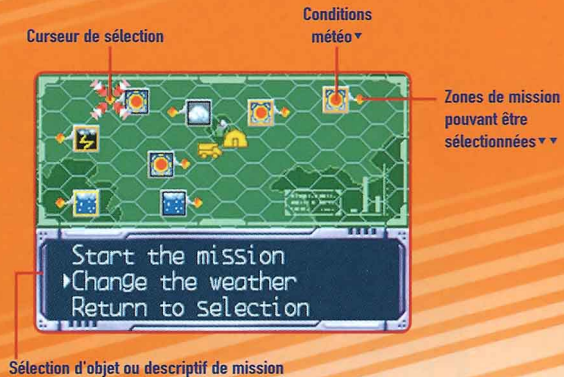 Conditions
météo▼
Curseur de sélection
Zones de mission
pouvant être
sélectionnées▼▼
Start the mission
▶Change the weather
Return to selection
Sélection d'objet ou descriptif de mission